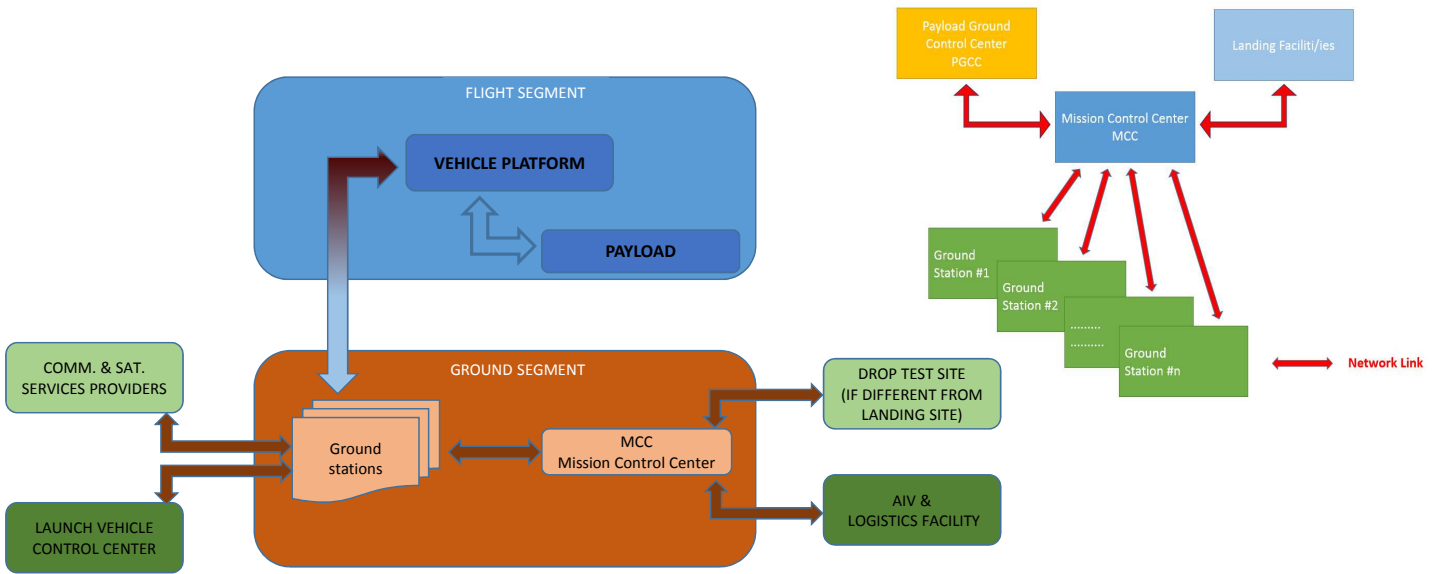 FLIGHT SEGMENT
VEHICLE PLATFORM
PAYLOAD
GROUND SEGMENT
COMM. & SAT.
SERVICES PROVIDERS
LAUNCH VEHICLE
CONTROL CENTER
Ground
stations
MCC
Mission Control Center
DROP TEST SITE
(IF DIFFERENT FROM
LANDING SITE)
AIV &
LOGISTICS FACILITY
Payload Ground
Control Center
PGCC
Landing Faciliti/ies
Mission Control Center
MCC
Ground
Station #1
Ground
Station #2
.........
..........
Ground
Station #n
Network Link